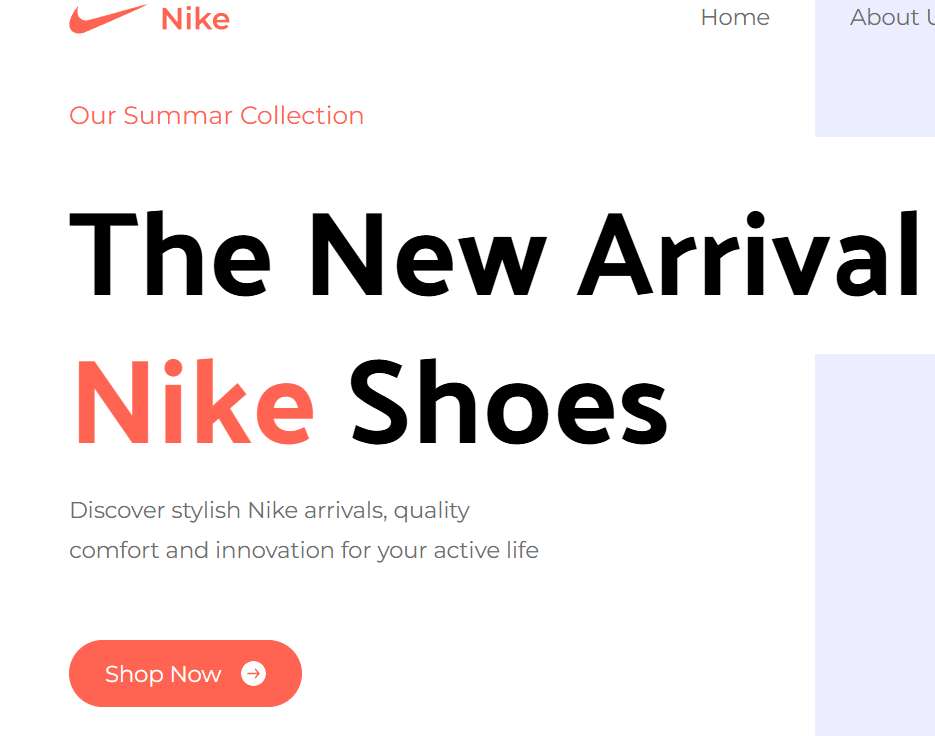 Nike
Home
About U
Our Summar Collection
The New Arrival
Nike Shoes
Discover stylish Nike arrivals, quality
comfort and innovation for your active life
Shop Now